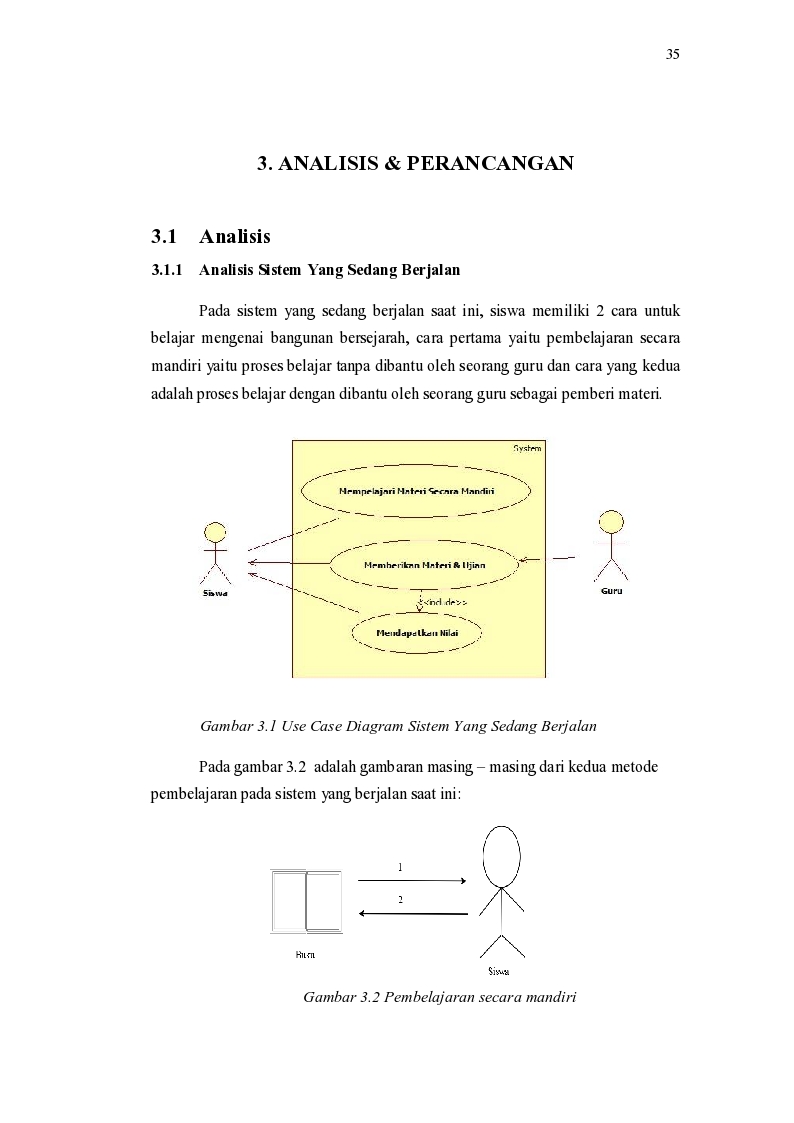 35
3. ANALISIS & PERANCANGAN
3.1 Analisis
3.1.1 Analisis Sistem Yang Sedang Berjalan
Pada sistem yang sedang berjalan saat ini, siswa memiliki 2 cara untuk
belajar mengenai bangunan bersejarah, cara pertama yaitu pembelajaran secara
mandiri yaitu proses belajar tanpa dibantu oleh seorang guru dan cara yang kedua
adalah proses belajar dengan dibantu oleh seorang guru sebagai pemberi materi.
System
Mempelajari Materi Secara Mandiri
Memberikan Materi & Ujian
<<include>>
Mendapatkan Nilai
Siswa
Guru
Gambar 3.1 Use Case Diagram Sistem Yang Sedang Berjalan
Pada gambar 3.2 adalah gambaran masing – masing dari kedua metode
pembelajaran pada sistem yang berjalan saat ini:
1
2
Buku
Siswa
Gambar 3.2 Pembelajaran secara mandiri